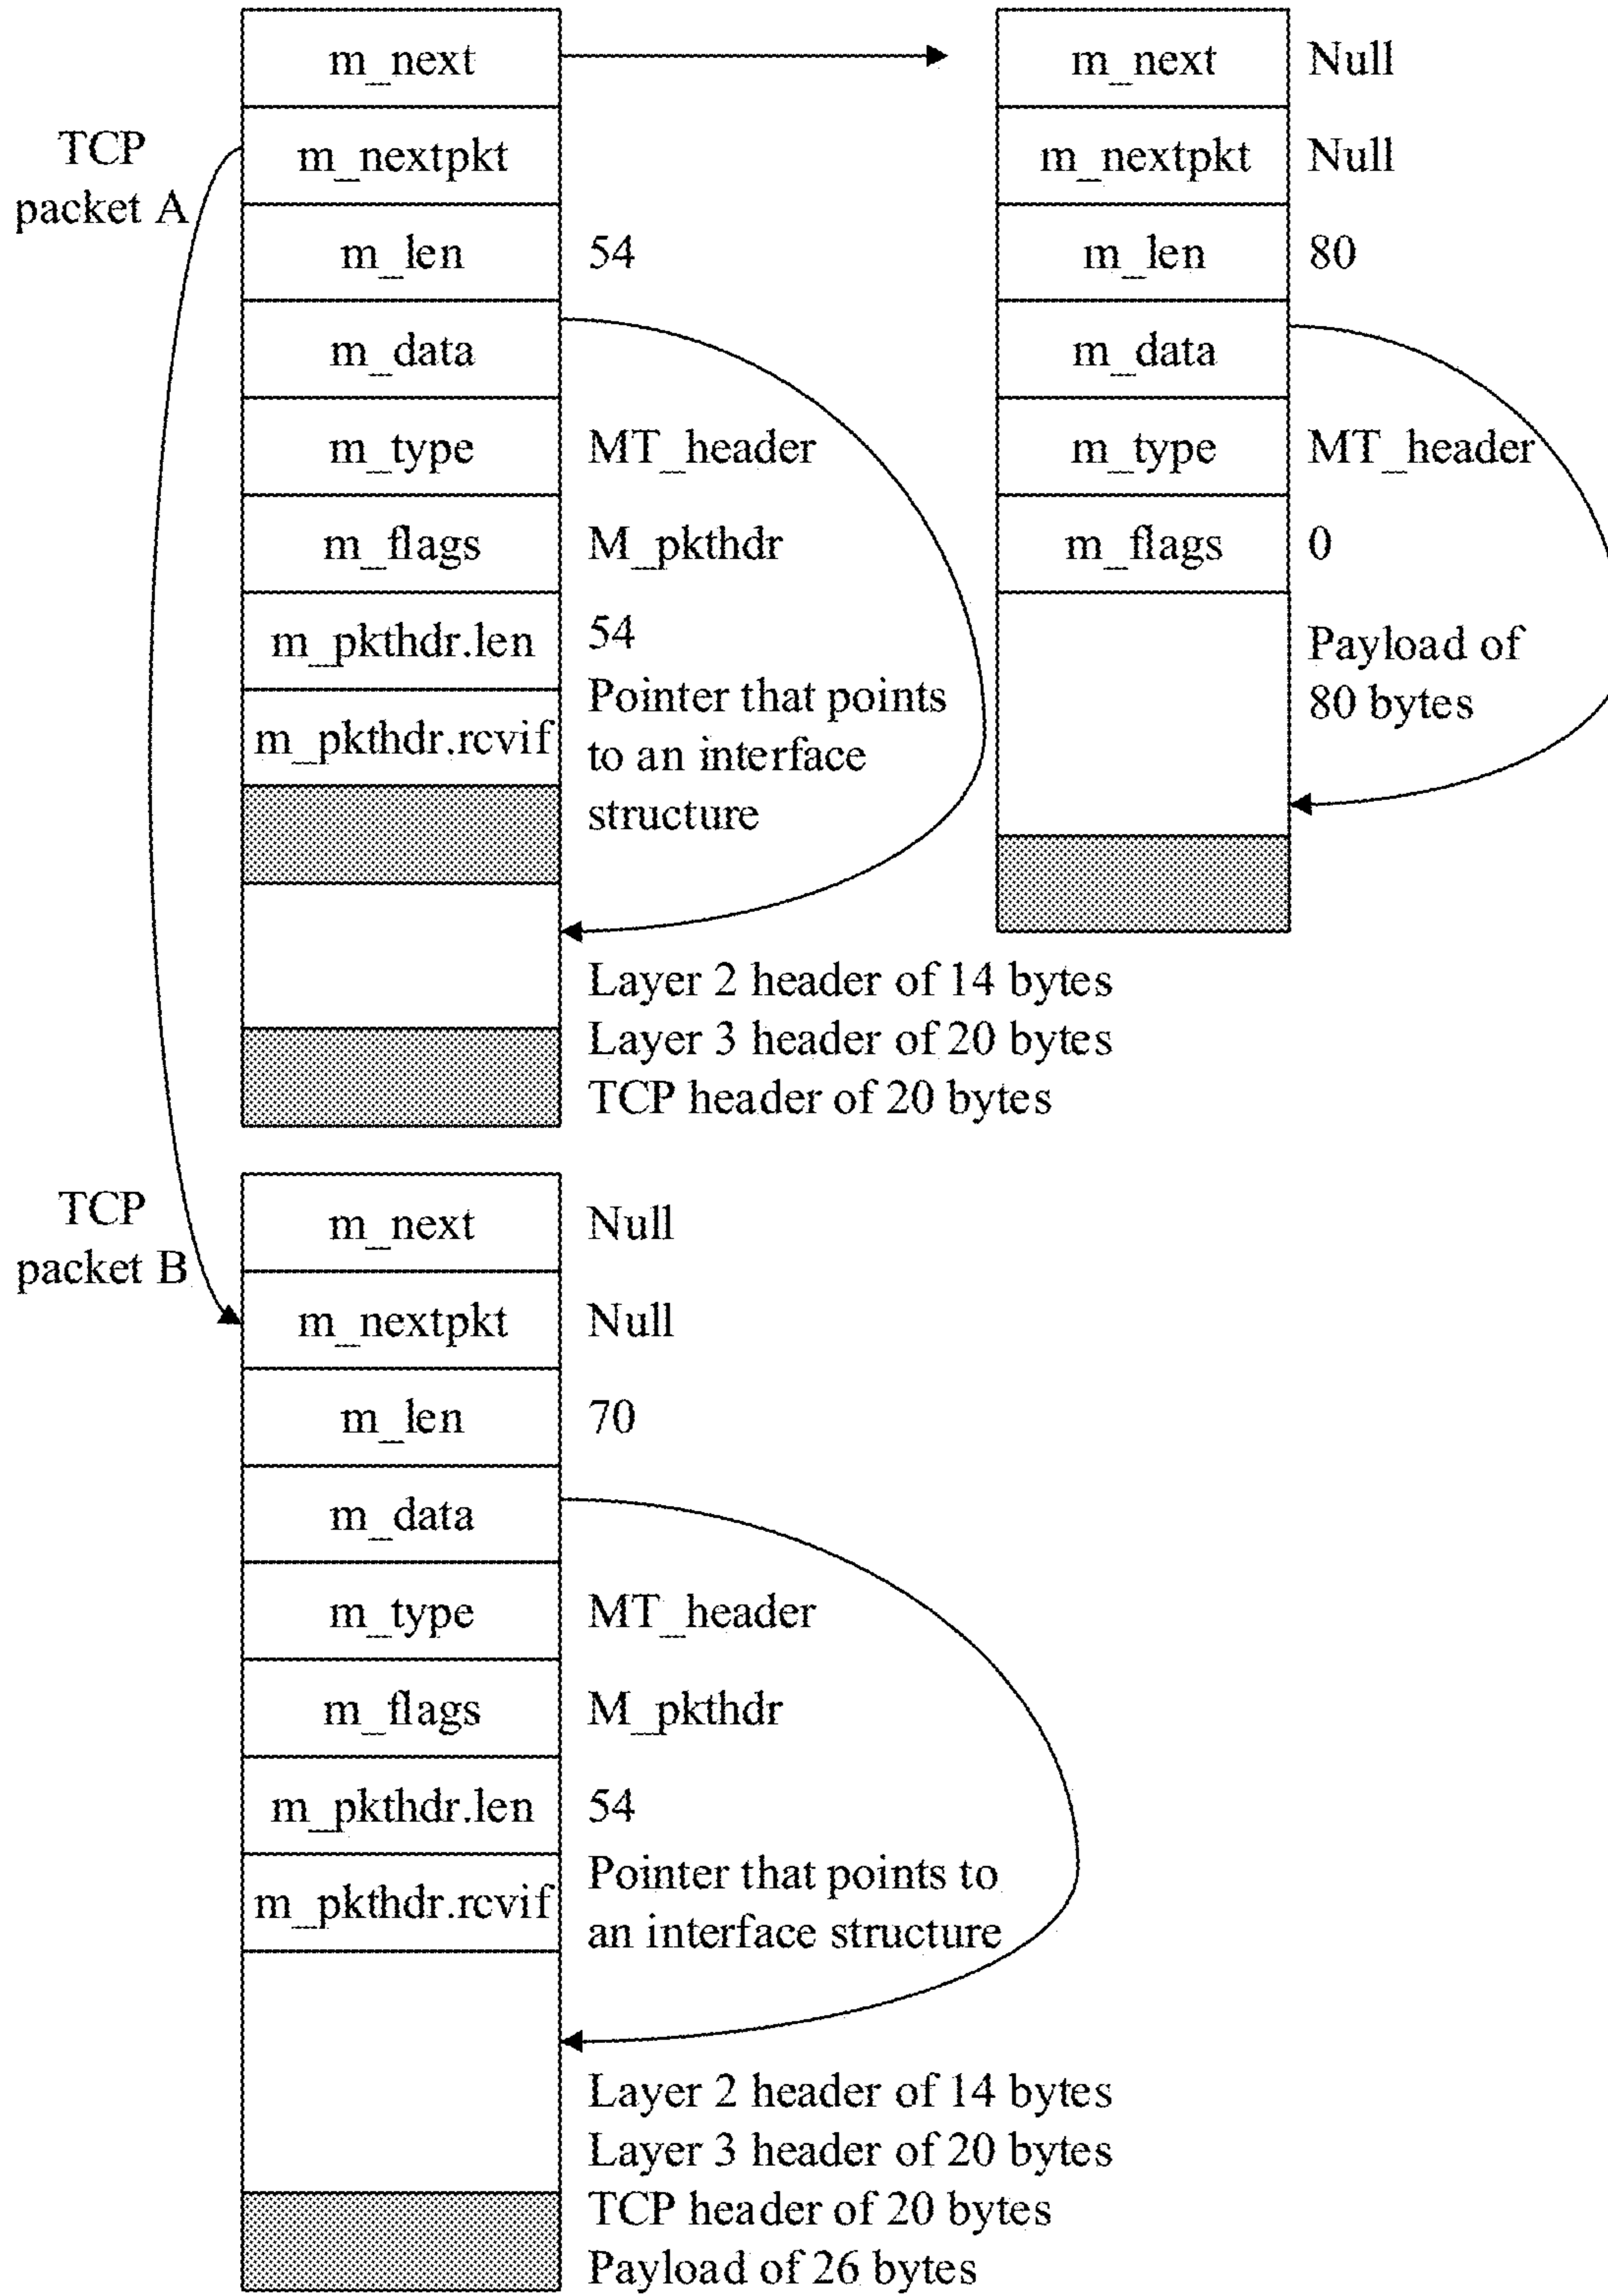 TCP
packet A
m_next
m_nextpkt
m_len
54
m_data
m_type
MT_header
m_flags
M_pkthdr
m_pkthdr.len
54
m_pkthdr.rcvif
Pointer that points
to an interface
structure
Layer 2 header of 14 bytes
Layer 3 header of 20 bytes
TCP header of 20 bytes
m_next
Null
m_nextpkt
Null
m_len
80
m_data
m_type
MT_header
m_flags
0
Payload of
80 bytes
TCP
packet B
m_next
Null
m_nextpkt
Null
m_len
70
m_data
m_type
MT_header
m_flags
M_pkthdr
m_pkthdr.len
54
m_pkthdr.rcvif
Pointer that points to
an interface structure
Layer 2 header of 14 bytes
Layer 3 header of 20 bytes
TCP header of 20 bytes
Payload of 26 bytes